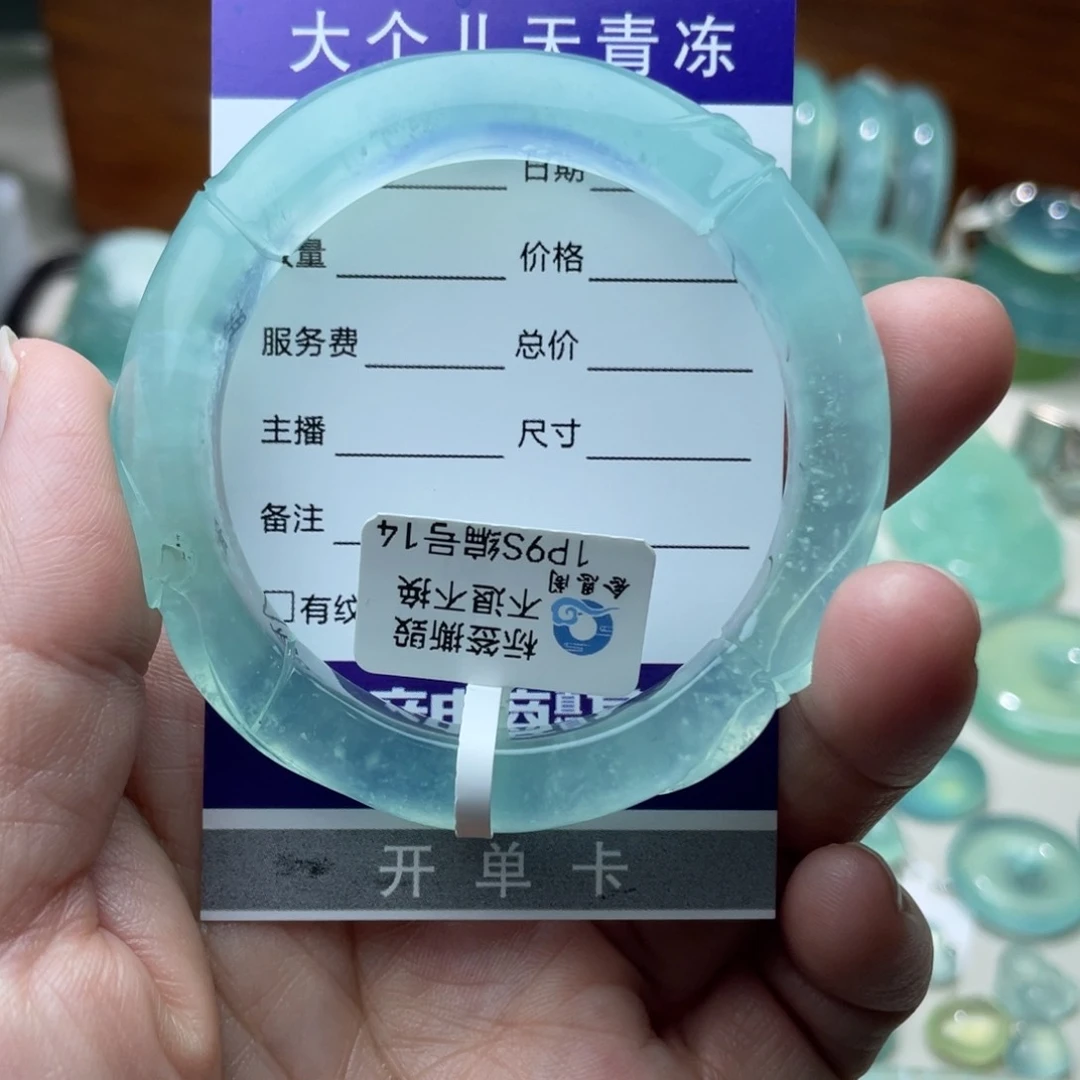 大个儿天青冻
日期
量 价格
服务费 总价
主播 尺寸
备注
□有纹
1P9S编号14
标签撕毁
不退不换
开单卡